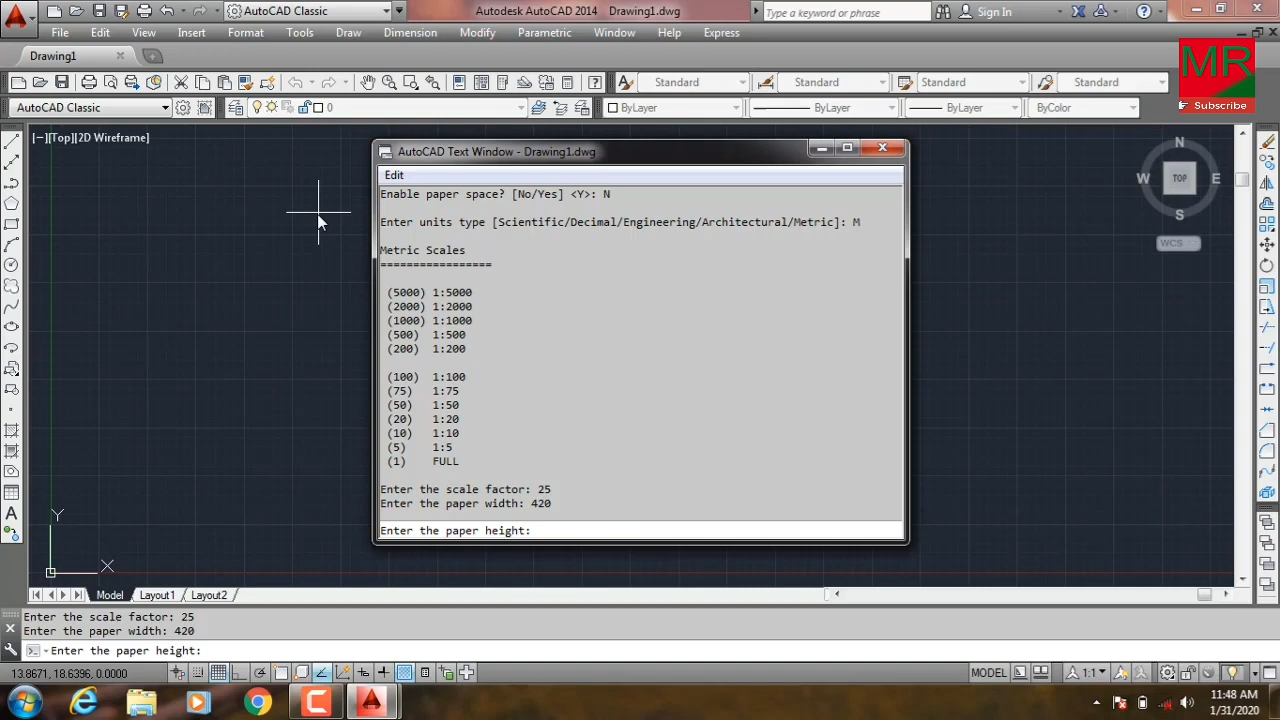 AutoCAD Classic
Autodesk AutoCAD 2014
Drawing1.dwg
Type a keyword or phrase
Sign In
File Edit View Insert Format Tools Draw Dimension Modify Parametric Window Help Express
Drawing1
Standard
Standard
Standard
Standard
MR
Subscribe
AutoCAD Classic
0
ByLayer
ByLayer
ByLayer
ByColor
[−][Top][2D Wireframe]
N
W
TOP
E
S
WCS
AutoCAD Text Window - Drawing1.dwg
Edit
Enable paper space? [No/Yes] <Y>: N
Enter units type [Scientific/Decimal/Engineering/Architectural/Metric]: M
Metric Scales
=================
(5000) 1:5000
(2000) 1:2000
(1000) 1:1000
(500) 1:500
(200) 1:200
(100) 1:100
(75) 1:75
(50) 1:50
(20) 1:20
(10) 1:10
(5) 1:5
(1) FULL
Enter the scale factor: 25
Enter the paper width: 420
Enter the paper height:
Y
X
Model Layout1 Layout2
Enter the scale factor: 25
Enter the paper width: 420
Enter the paper height:
13.8671, 18.6396, 0.0000
MODEL
1:1
11:48 AM
1/31/2020